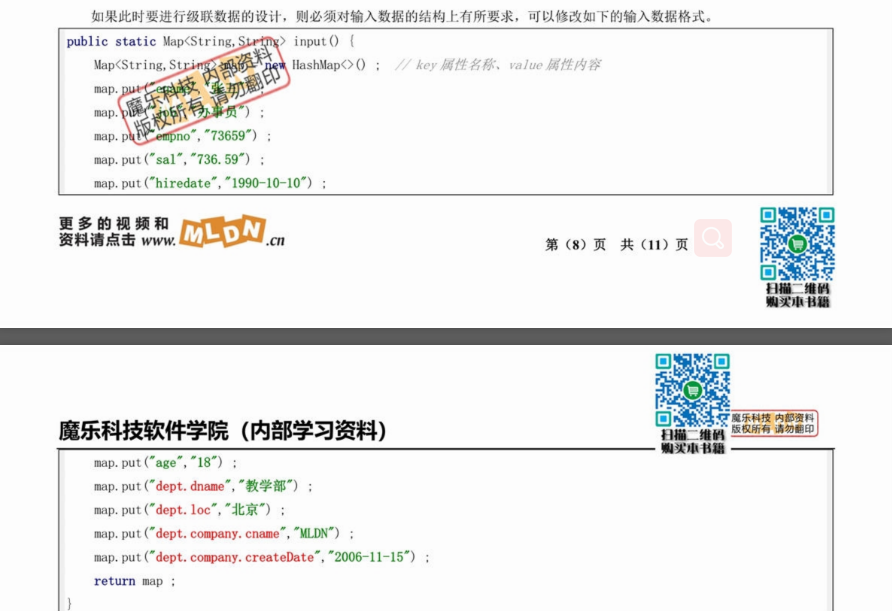 如果此时要进行级联数据的设计，则必须对输入数据的结构上有所要求，可以修改如下的输入数据格式。
public static Map<String,String> input() {
Map<String,String> map = new HashMap<>() ; // key 属性名称、value 属性内容
map.put("ename","张三") ;
map.put("job","办事员") ;
map.put("empno","73659") ;
map.put("sal","736.59") ;
map.put("hiredate","1990-10-10") ;
魔乐科技 内部资料
版权所有 请勿翻印
更多的视频和
资料请点击 www.MLDN.cn
第（8）页 共（11）页
扫描二维码
购买本书籍
扫描二维码
购买本书籍
魔乐科技 内部资料
版权所有 请勿翻印
魔乐科技软件学院（内部学习资料）
map.put("age","18") ;
map.put("dept.dname","教学部") ;
map.put("dept.loc","北京") ;
map.put("dept.company.cname","MLDN") ;
map.put("dept.company.createDate","2006-11-15") ;
return map ;
}